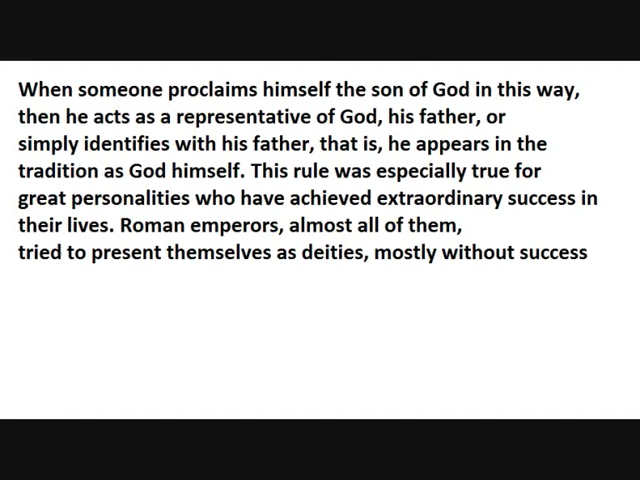 When someone proclaims himself the son of God in this way,
then he acts as a representative of God, his father, or
simply identifies with his father, that is, he appears in the
tradition as God himself. This rule was especially true for
great personalities who have achieved extraordinary success in
their lives. Roman emperors, almost all of them,
tried to present themselves as deities, mostly without success